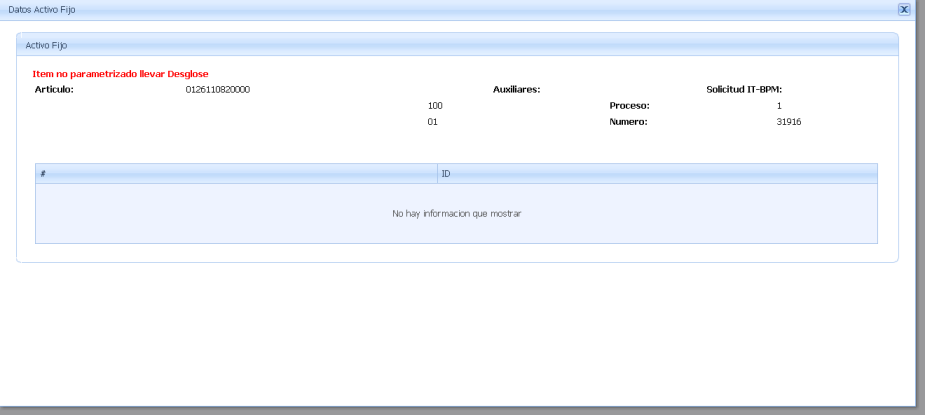 Datos Activo Fijo
X
Activo Fijo
Item no parametrizado llevar Desglose
Articulo: 0126110820000 Auxiliares: Solicitud IT-BPM:
100 Proceso: 1
01 Numero: 31916
# ID
No hay informacion que mostrar